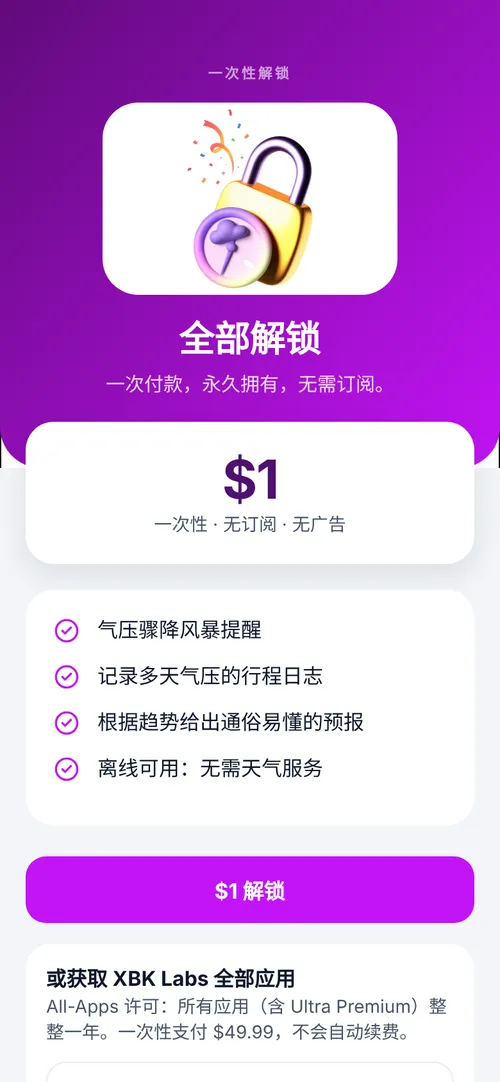 一次性解锁
全部解锁
一次付款，永久拥有，无需订阅。
$1
一次性 · 无订阅 · 无广告
气压骤降风暴提醒
记录多天气压的行程日志
根据趋势给出通俗易懂的预报
离线可用：无需天气服务
$1 解锁
或获取 XBK Labs 全部应用
All-Apps 许可：所有应用（含 Ultra Premium）整
整一年。一次性支付 $49.99，不会自动续费。